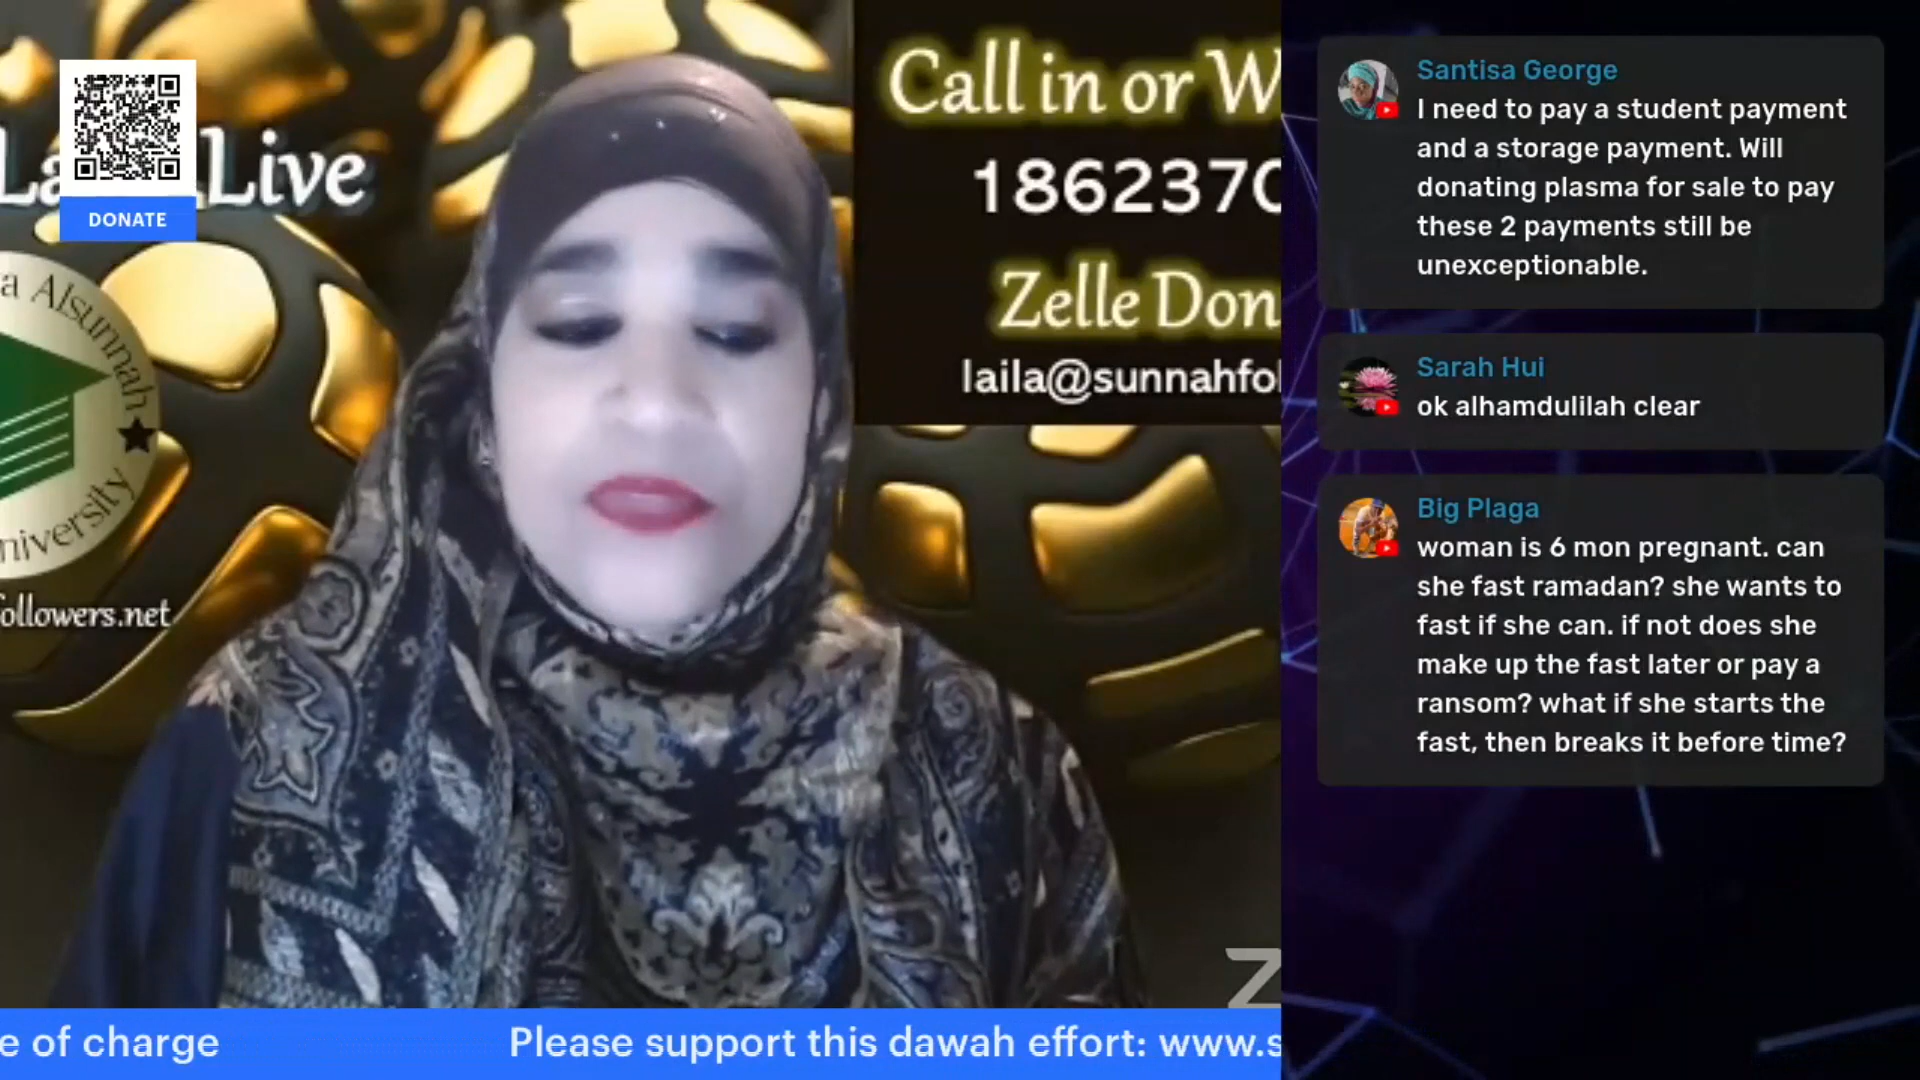 DONATE
Live
a Alsunnah
niversity
followers.net
Call in or W
1862370
Zelle Don
laila@sunnahfol
Santisa George
I need to pay a student payment
and a storage payment. Will
donating plasma for sale to pay
these 2 payments still be
unexceptionable.
Sarah Hui
ok alhamdulilah clear
Big Plaga
woman is 6 mon pregnant. can
she fast ramadan? she wants to
fast if she can. if not does she
make up the fast later or pay a
ransom? what if she starts the
fast, then breaks it before time?
e of charge
Please support this dawah effort: www.s